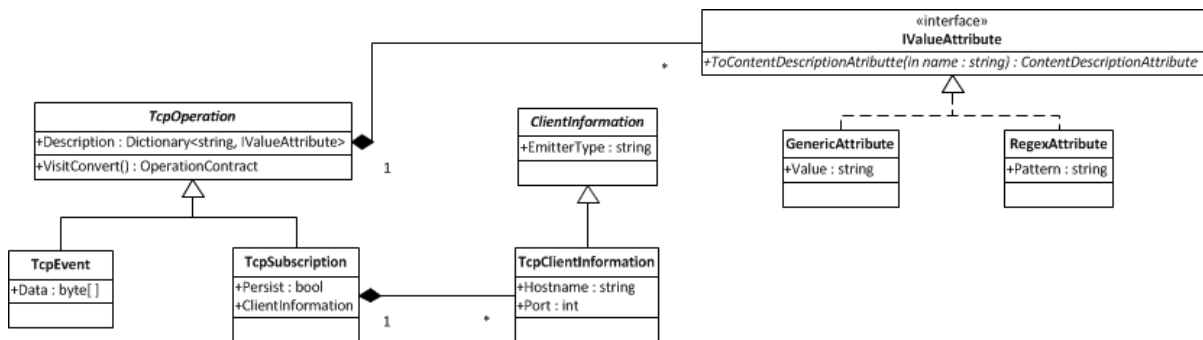 «interface»
IValueAttribute
+ToContentDescriptionAtributte(in name : string) : ContentDescriptionAttribute
*
TcpOperation
+Description : Dictionary<string, IValueAttribute>
+VisitConvert() : OperationContract
1
ClientInformation
+EmitterType : string
GenericAttribute
+Value : string
RegexAttribute
+Pattern : string
TcpEvent
+Data : byte[ ]
TcpSubscription
+Persist : bool
+ClientInformation
1
*
TcpClientInformation
+Hostname : string
+Port : int